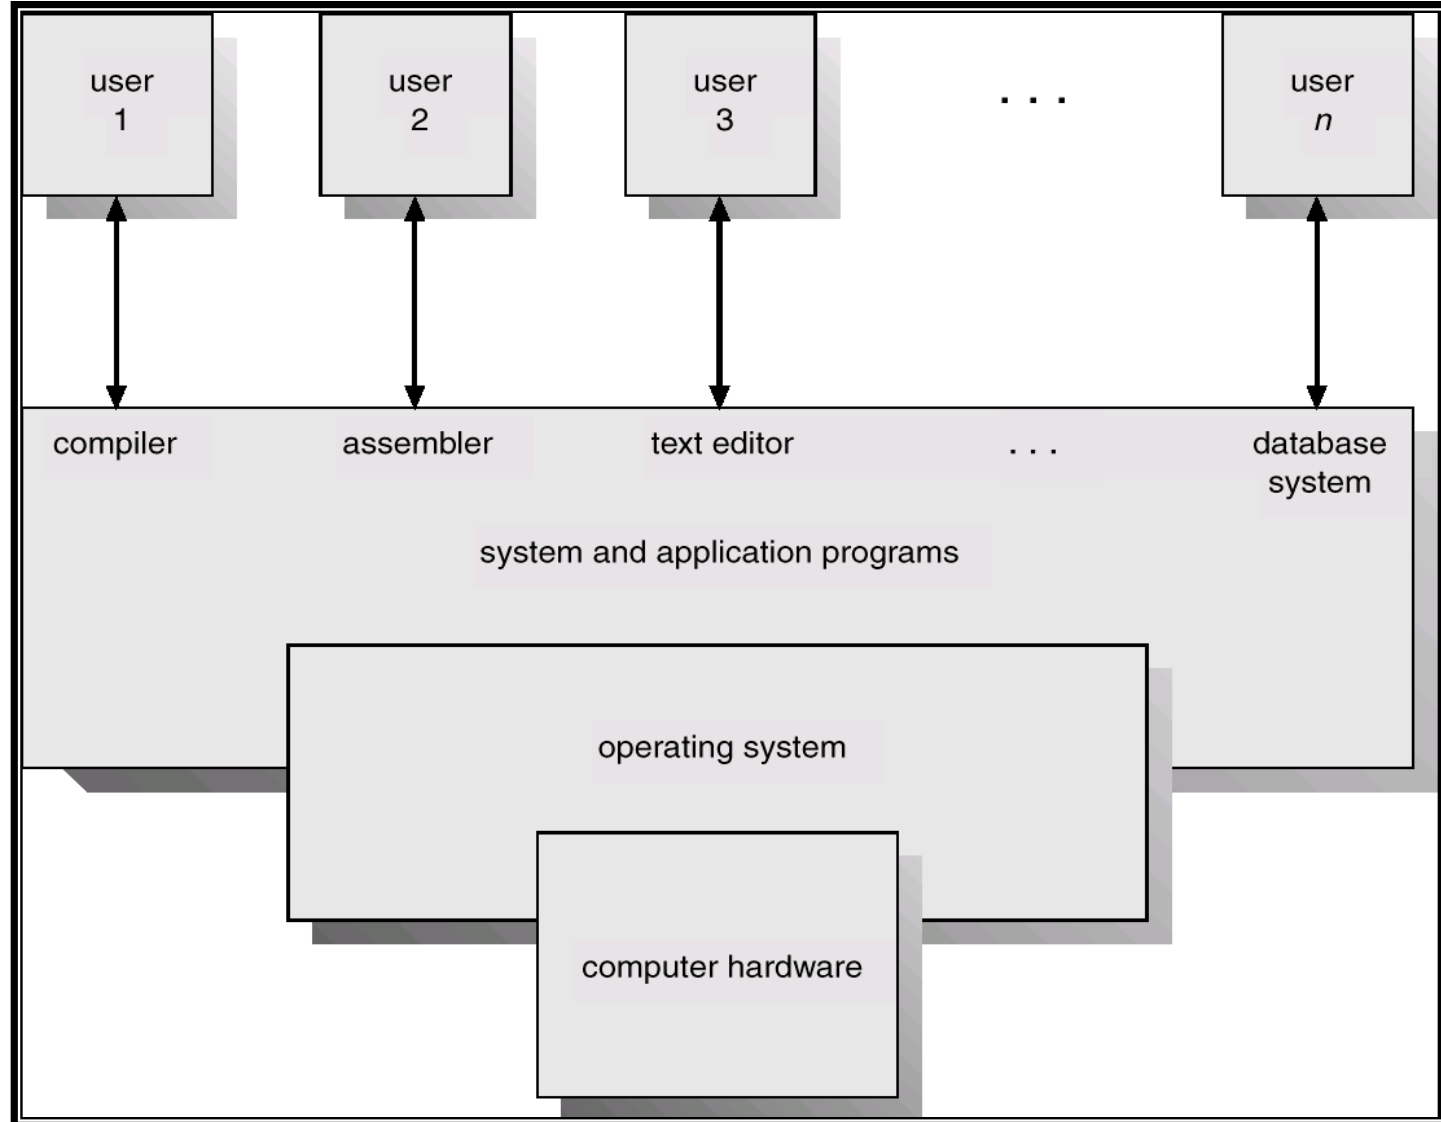 user
1
user
2
user
3
. . .
user
n
compiler
assembler
text editor
. . .
database
system
system and application programs
operating system
computer hardware